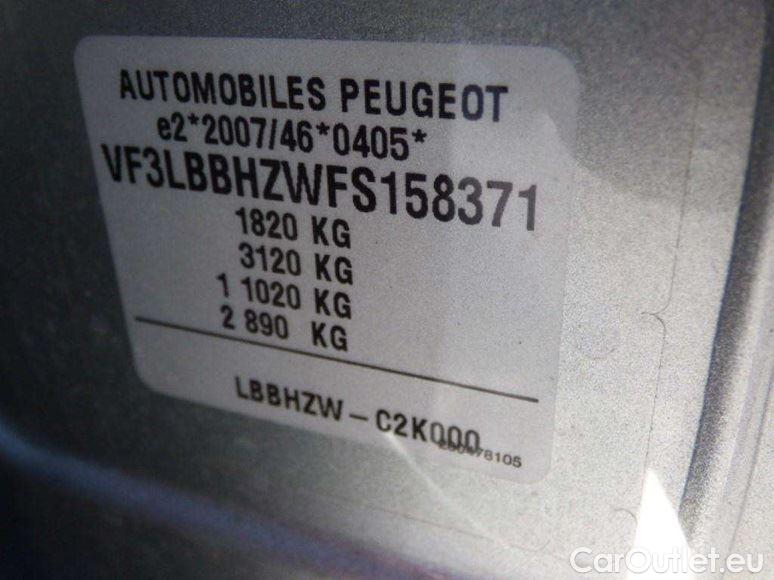 AUTOMOBILES PEUGEOT
e2*2007/46*0405*
VF3LBBHZWFS158371
1820 KG
3120 KG
1 1020 KG
2 890 KG
LBBHZW-C2K000
CarOutlet.eu